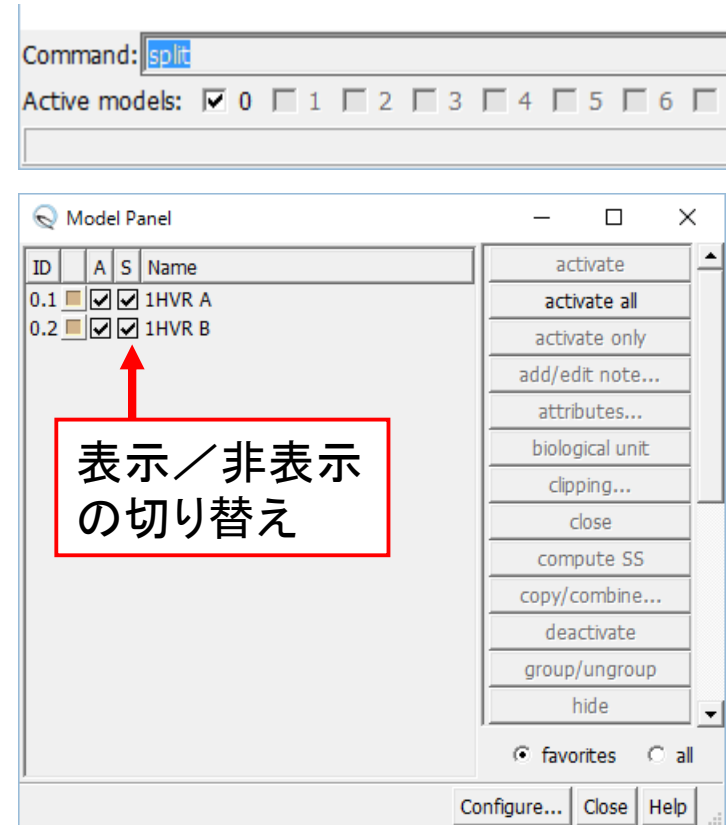 Command: split
Active models: 0 1 2 3 4 5 6
Model Panel
ID A S Name
0.1 1HVR A
0.2 1HVR B
表示／非表示
の切り替え
activate
activate all
activate only
add/edit note...
attributes...
biological unit
clipping...
close
compute SS
copy/combine...
deactivate
group/ungroup
hide
favorites all
Configure... Close Help